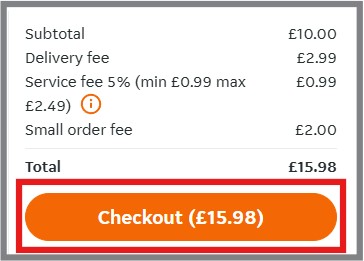 Subtotal £10.00
Delivery fee £2.99
Service fee 5% (min £0.99 max £0.99
£2.49)
Small order fee £2.00
Total £15.98
Checkout (£15.98)